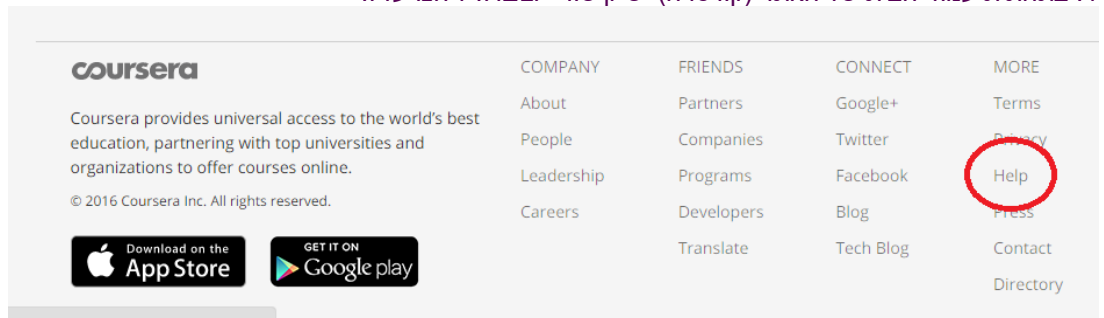 coursera
Coursera provides universal access to the world's best
education, partnering with top universities and
organizations to offer courses online.
© 2016 Coursera Inc. All rights reserved.
Download on the
App Store
GET IT ON
Google play
COMPANY
About
People
Leadership
Careers
FRIENDS
Partners
Companies
Programs
Developers
Translate
CONNECT
Google+
Twitter
Facebook
Blog
Tech Blog
MORE
Terms
Privacy
Help
Press
Contact
Directory